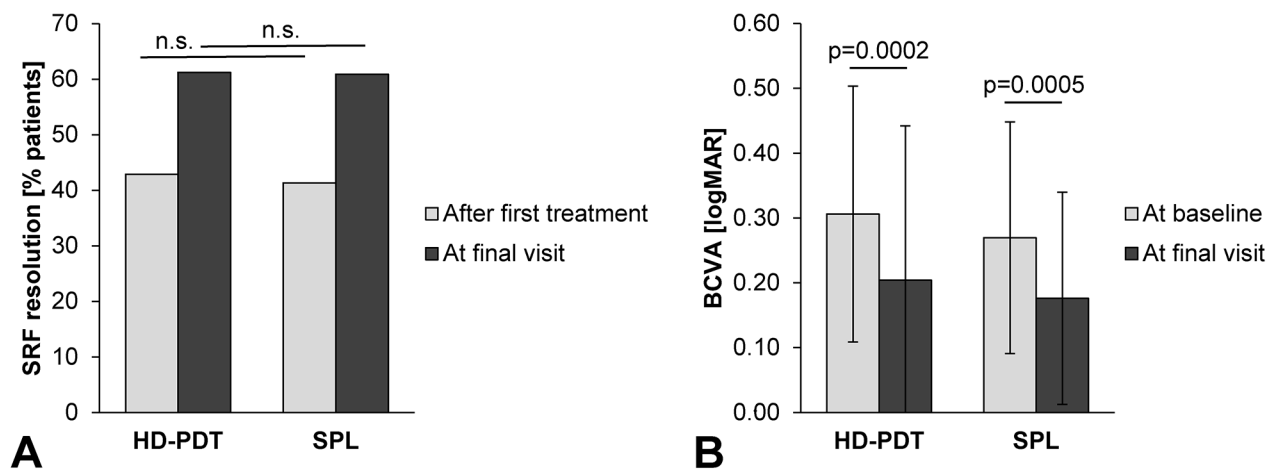 70
60
50
40
30
20
10
0
SRF resolution [% patients]
n.s.
n.s.
HD-PDT
SPL
After first treatment
At final visit
A
0.60
0.50
0.40
0.30
0.20
0.10
0.00
BCVA [logMAR]
p=0.0002
p=0.0005
HD-PDT
SPL
At baseline
At final visit
B